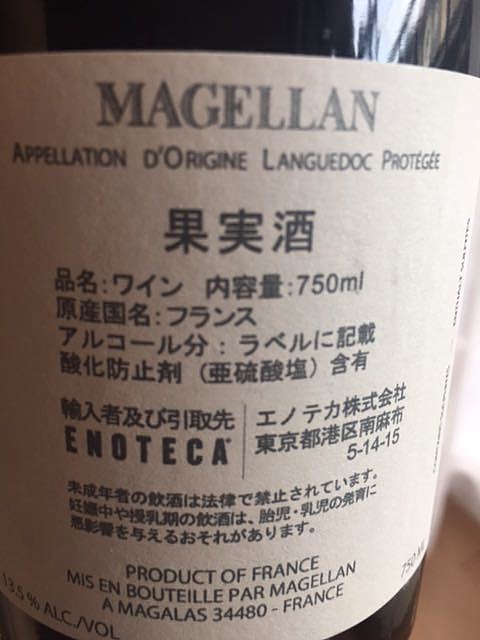 MAGELLAN
APPELLATION D'ORIGINE LANGUEDOC PROTÉGÉE
果実酒
品名:ワイン 内容量:750ml
原産国名:フランス
アルコール分:ラベルに記載
酸化防止剤(亜硫酸塩)含有
輸入者及び引取先
ENOTECA
エノテカ株式会社
東京都港区南麻布
5-14-15
未成年者の飲酒は法律で禁止されています。
妊娠中や授乳期の飲酒は、胎児・乳児の発育に
悪影響を与えるおそれがあります。
PRODUCT OF FRANCE
MIS EN BOUTEILLE PAR MAGELLAN
A MAGALAS 34480 - FRANCE
13.5 % ALC./VOL
750 ML